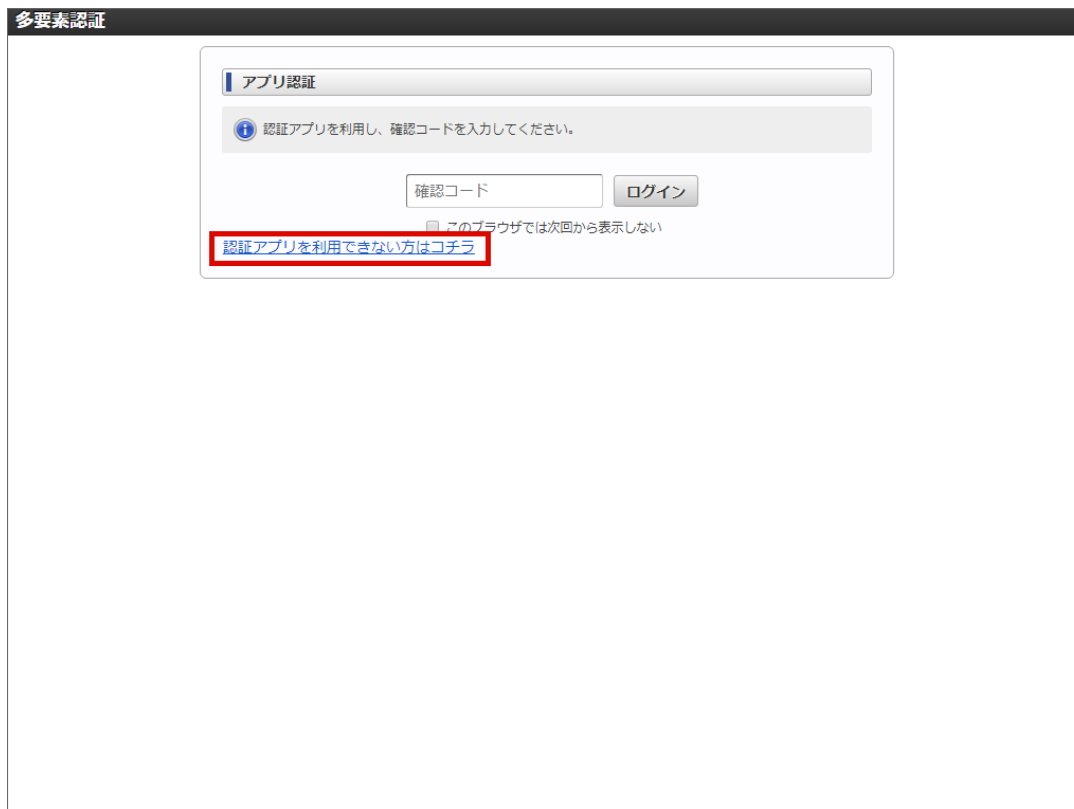 多要素認証
アプリ認証
認証アプリを利用し、確認コードを入力してください。
確認コード
ログイン
このブラウザでは次回から表示しない
認証アプリを利用できない方はコチラ